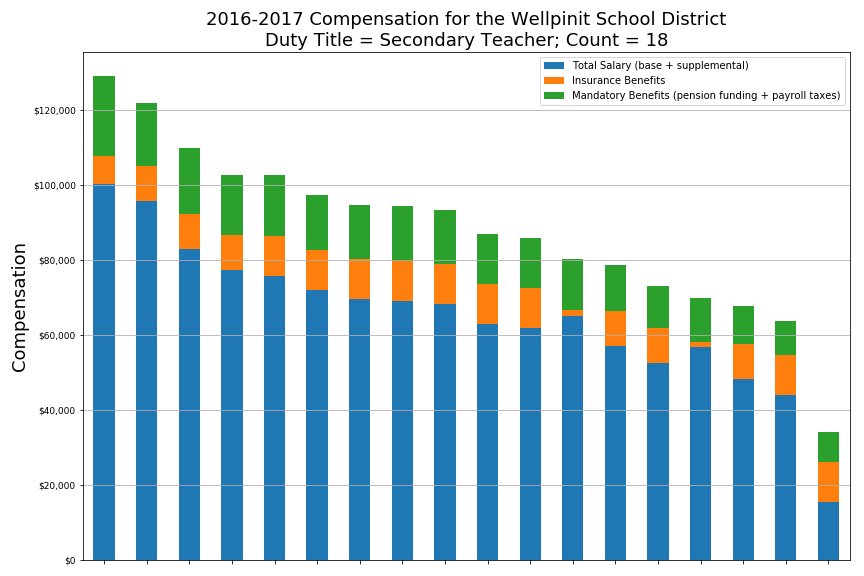 2016-2017 Compensation for the Wellpinit School District
Duty Title = Secondary Teacher; Count = 18
Total Salary (base + supplemental)
Insurance Benefits
Mandatory Benefits (pension funding + payroll taxes)
$120,000
$100,000
$80,000
$60,000
$40,000
$20,000
$0
Compensation